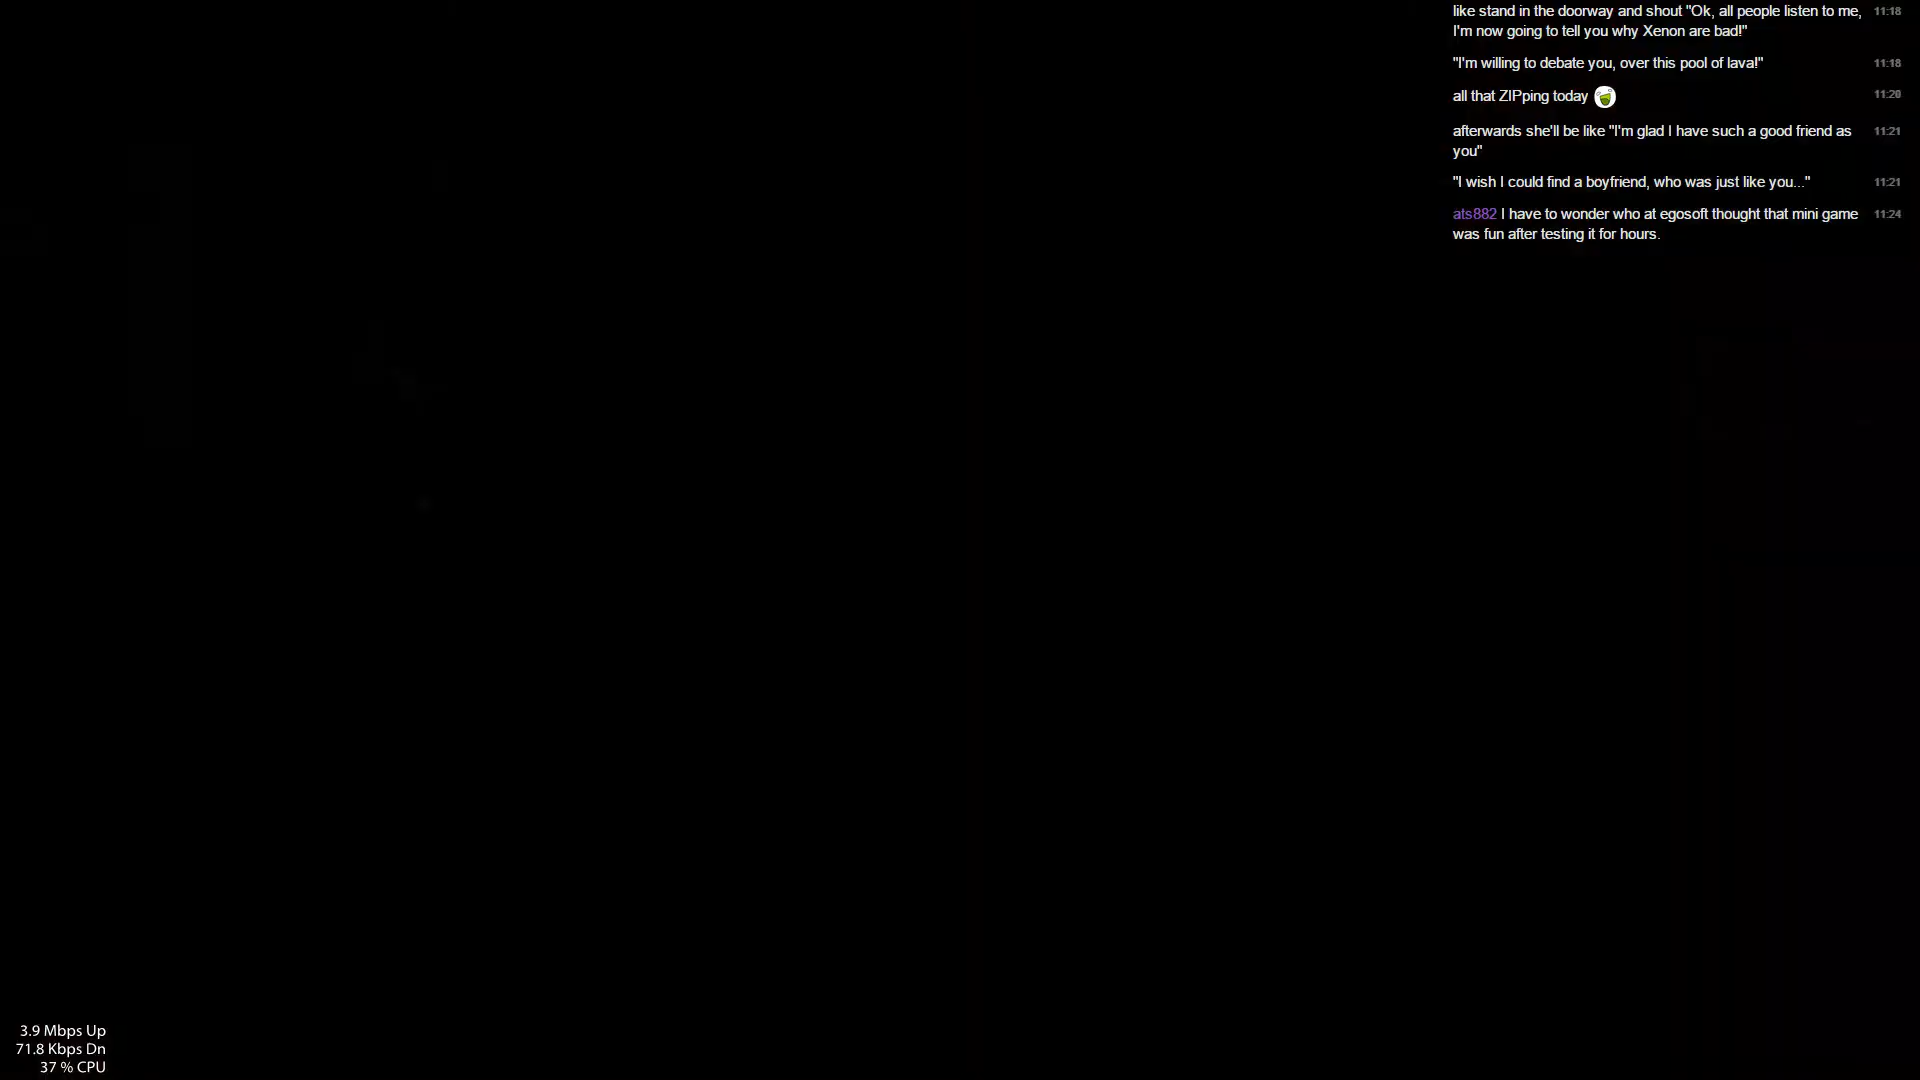 like stand in the doorway and shout "Ok, all people listen to me, 11:18
I'm now going to tell you why Xenon are bad!"
"I'm willing to debate you, over this pool of lava!" 11:18
all that ZIPping today 11:20
afterwards she'll be like "I'm glad I have such a good friend as 11:21
you"
"I wish I could find a boyfriend, who was just like you..." 11:21
ats882 I have to wonder who at egosoft thought that mini game 11:24
was fun after testing it for hours.
3.9 Mbps Up
71.8 Kbps Dn
37 % CPU